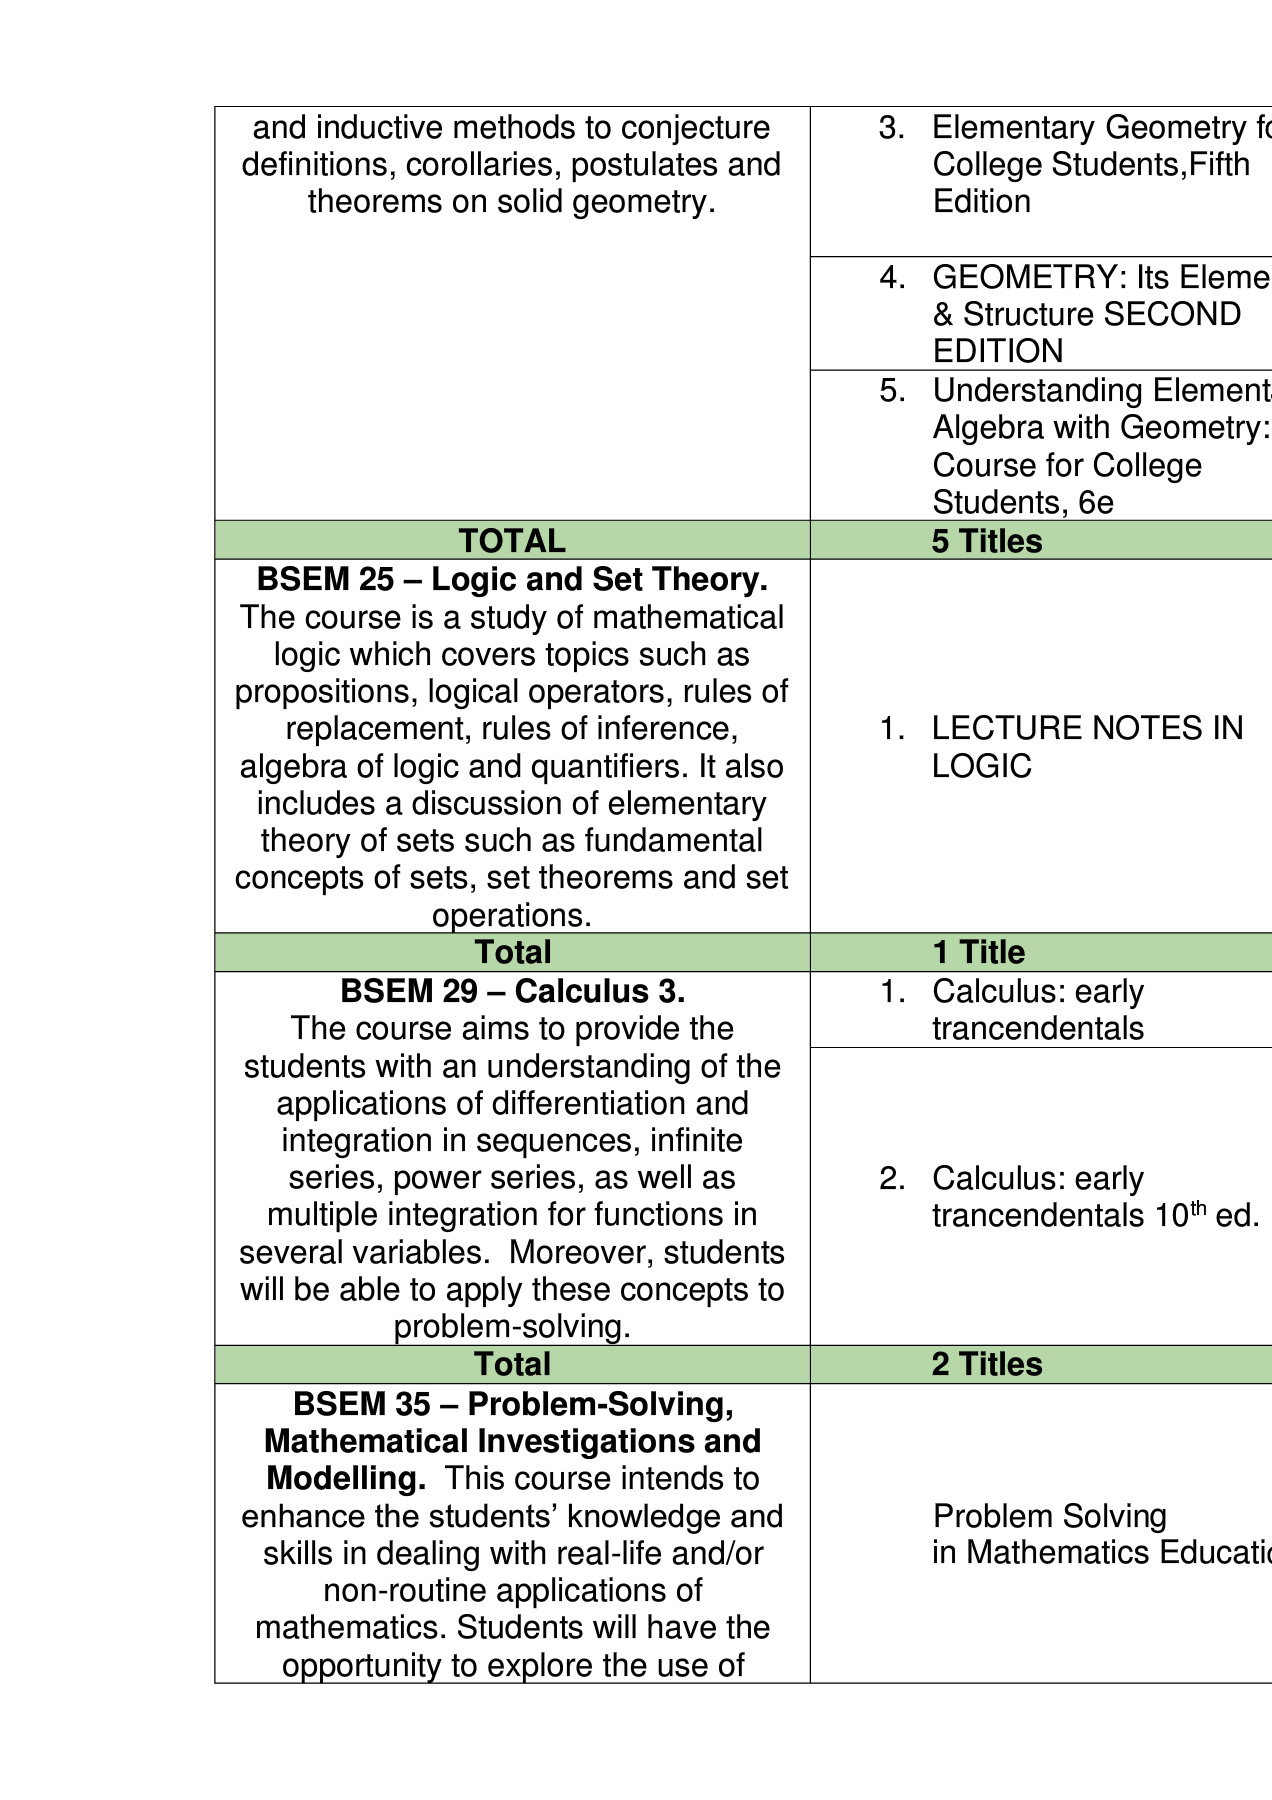 and inductive methods to conjecture
definitions, corollaries, postulates and
theorems on solid geometry.
3. Elementary Geometry
College Students,Fifth
Edition
4. GEOMETRY: Its
& Structure SECOND
EDITION
5. Understanding
Algebra with Geometry:
Course for College
Students, 6e
TOTAL
5 Titles
BSEM 25 – Logic and Set Theory.
The course is a study of mathematical
logic which covers topics such as
propositions, logical operators, rules of
replacement, rules of inference,
algebra of logic and quantifiers. It also
includes a discussion of elementary
theory of sets such as fundamental
concepts of sets, set theorems and set
operations.
1. LECTURE NOTES IN
LOGIC
Total
1 Title
BSEM 29 – Calculus 3.
The course aims to provide the
students with an understanding of the
applications of differentiation and
integration in sequences, infinite
series, power series, as well as
multiple integration for functions in
several variables. Moreover, students
will be able to apply these concepts to
problem-solving.
1. Calculus: early
trancendentals
2. Calculus: early
trancendentals 10th ed.
Total
2 Titles
BSEM 35 – Problem-Solving,
Mathematical Investigations and
Modelling. This course intends to
enhance the students’ knowledge and
skills in dealing with real-life and/or
non-routine applications of
mathematics. Students will have the
opportunity to explore the use of
Problem Solving
in Mathematics